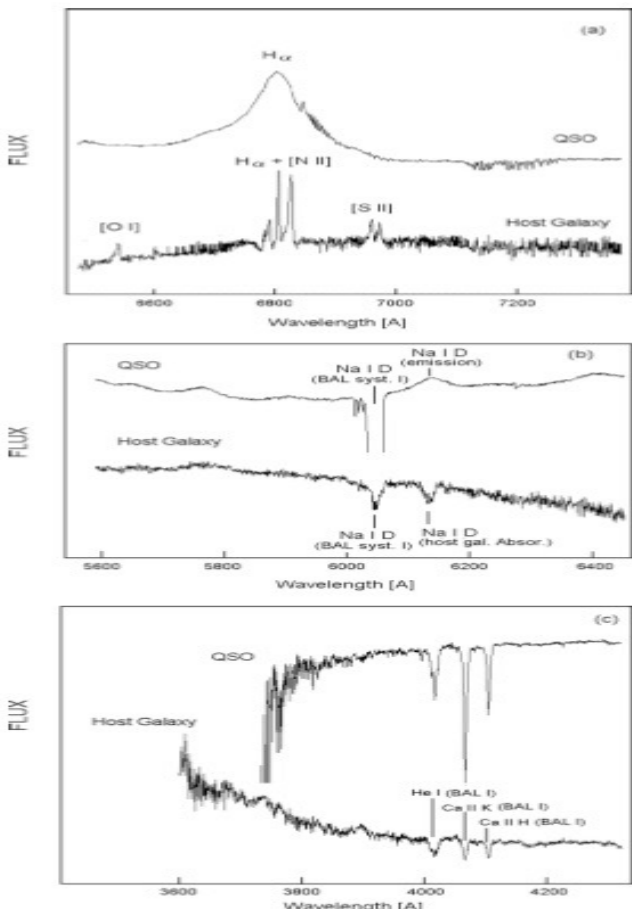 (a)
Hα
QSO
Hα + [N II]
[O I]
[S II]
Host Galaxy
FLUX
6600 6800 7000 7200
Wavelength [A]
(b)
QSO
Na I D
(BAL syst. I)
Na I D
(emission)
Host Galaxy
FLUX
Na I D
(BAL syst. I)
Na I D
(host gal. Absor.)
5600 5800 6000 6200 6400
Wavelength [A]
(c)
QSO
Host Galaxy
FLUX
He I (BAL I)
Ca II K (BAL I)
Ca II H (BAL I)
3600 3800 4000 4200
Wavelength [A]